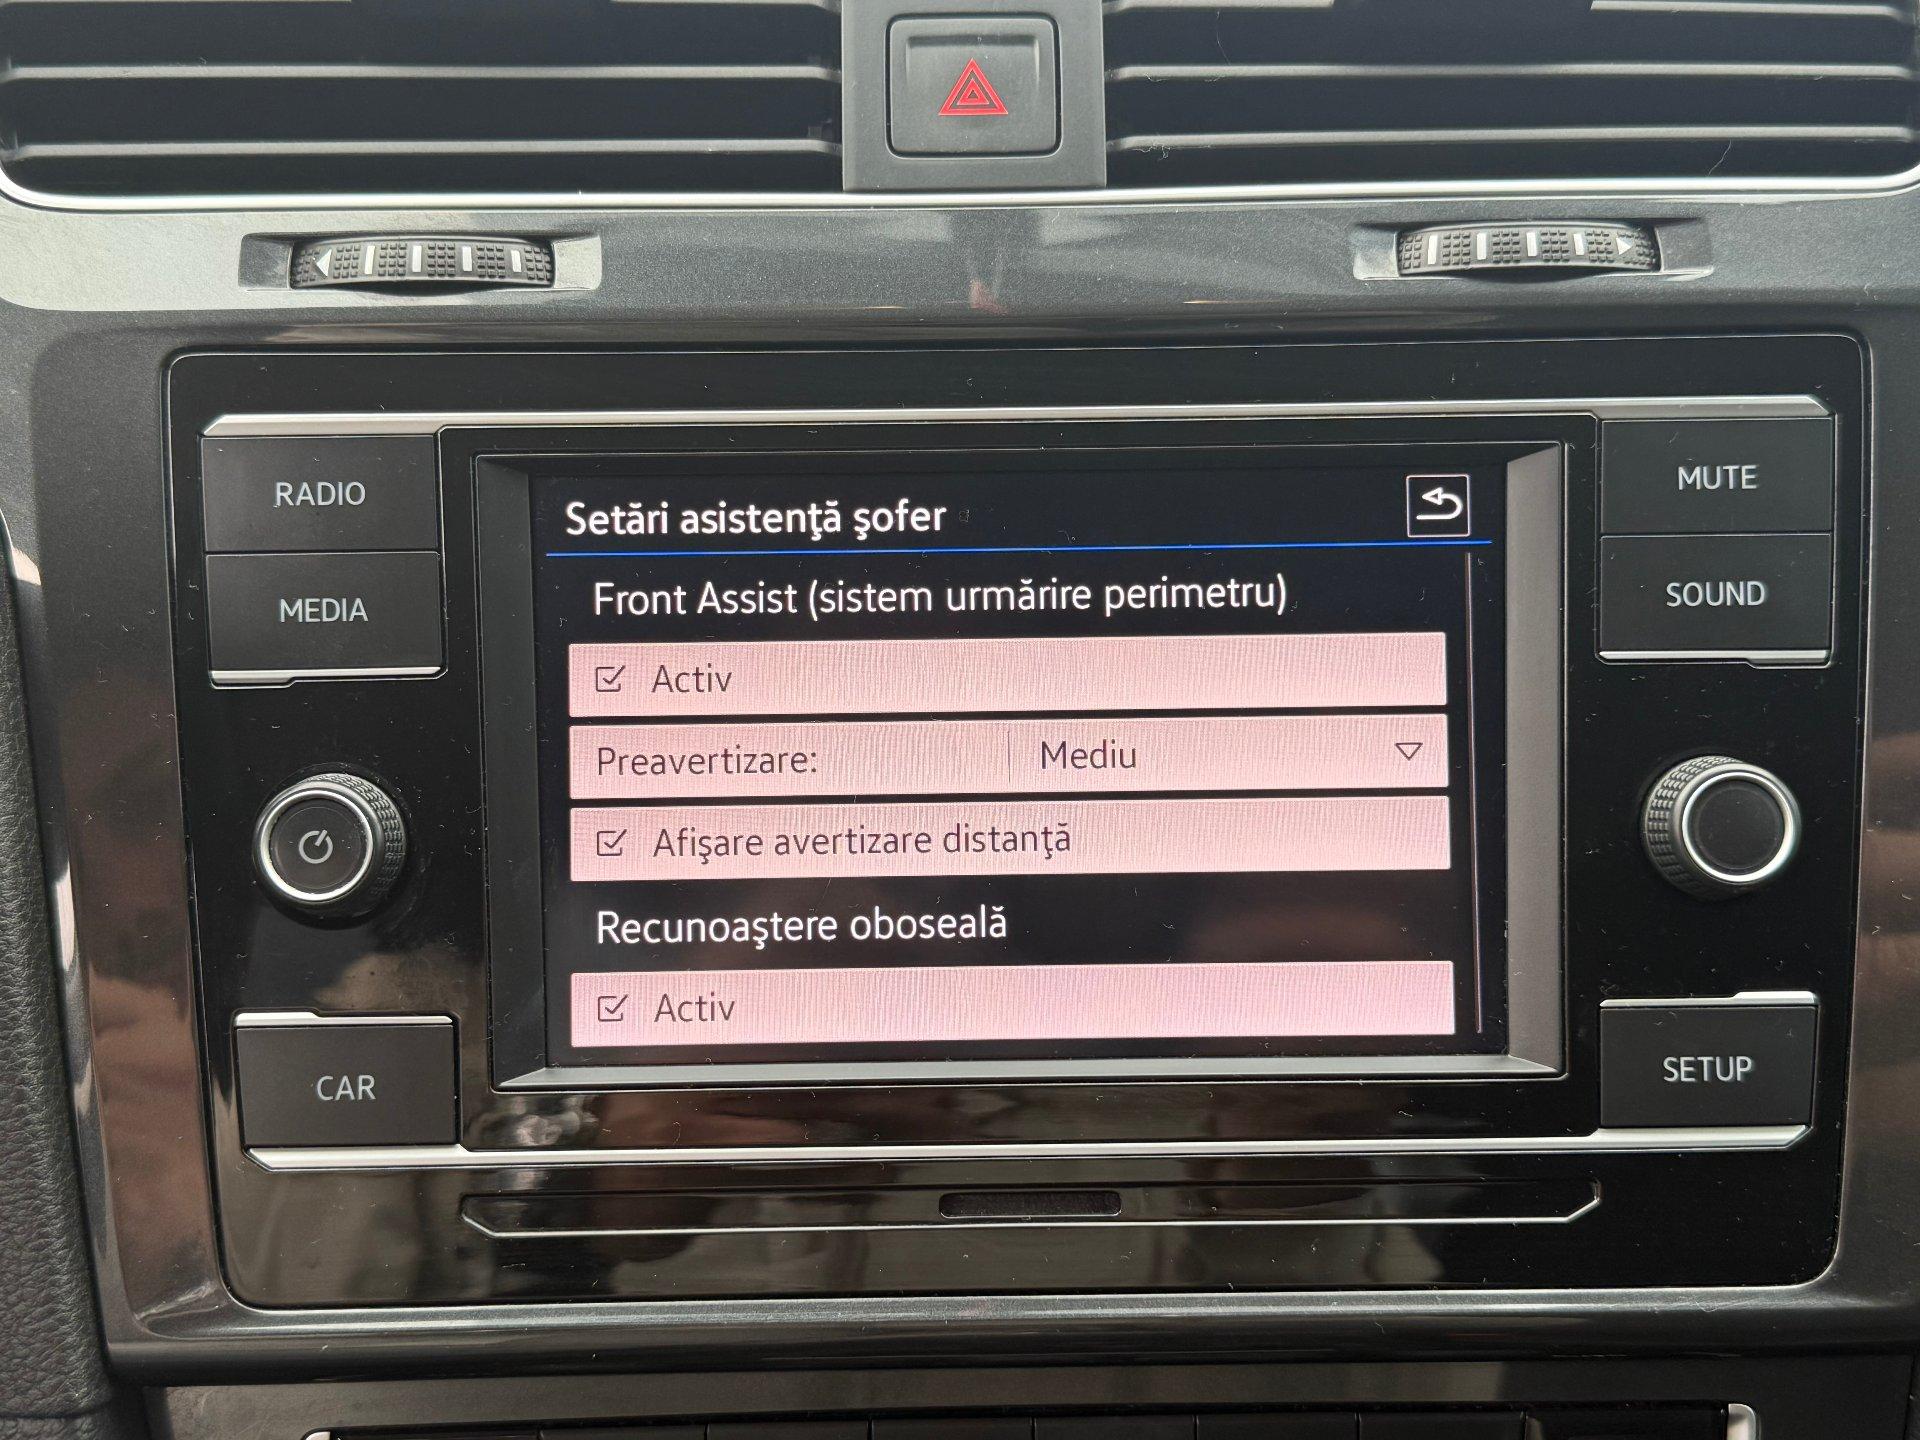 RADIO
MEDIA
CAR
Setări asistenţă şofer
Front Assist (sistem urmărire perimetru)
Activ
Preavertizare: Mediu
Afişare avertizare distanţă
Recunoaştere oboseală
Activ
MUTE
SOUND
SETUP